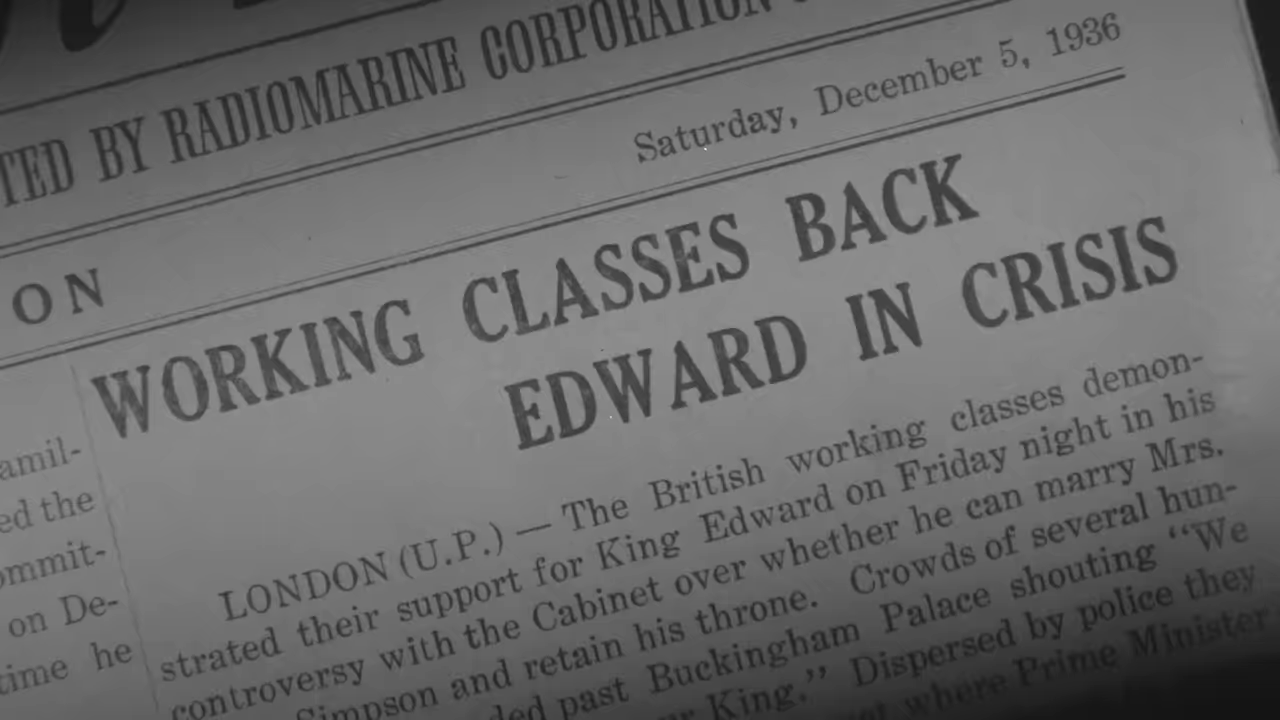 TED BY RADIOMARINE CORPORATION
Saturday, December 5, 1936
ON
WORKING CLASSES BACK
EDWARD IN CRISIS
amil-
ed the
ommit-
on De-
time he
LONDON (U.P.) — The British working classes demon-
strated their support for King Edward on Friday night in his
controversy with the Cabinet over whether he can marry Mrs.
Simpson and retain his throne. Crowds of several hun-
ded past Buckingham Palace shouting "We
r King." Dispersed by police they
where Prime Minister